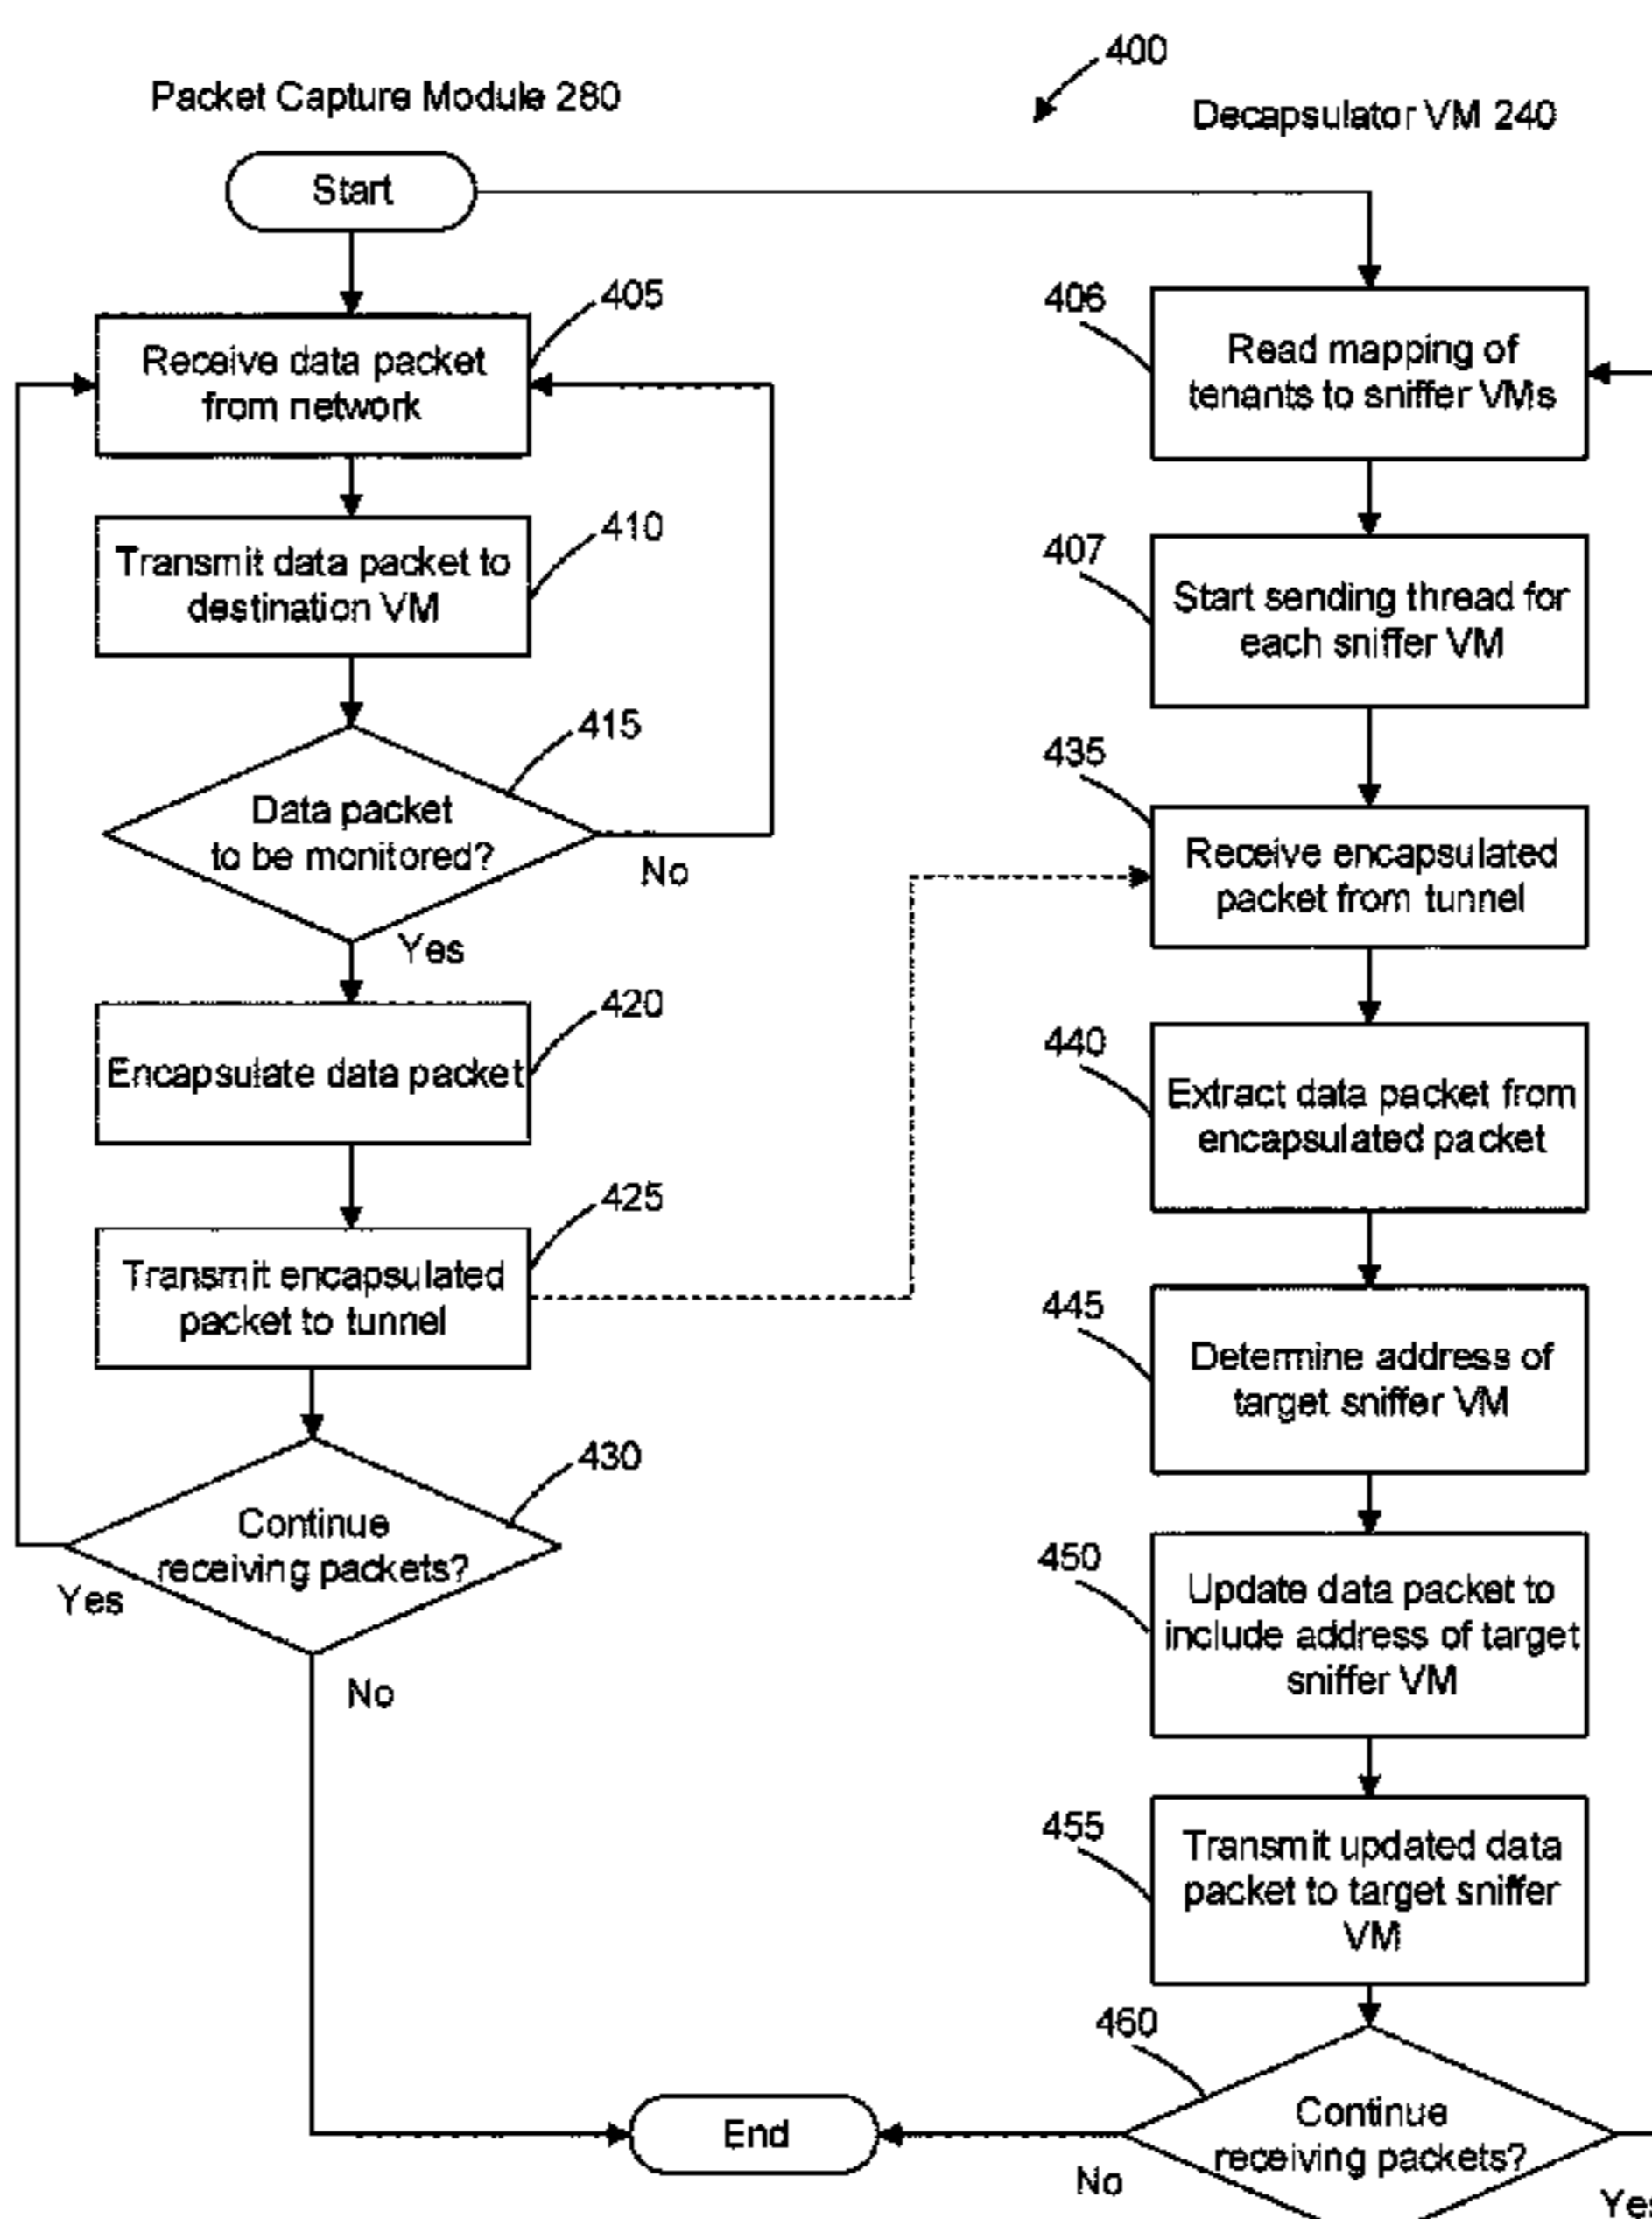 400
Packet Capture Module 280
Decapsulator VM 240
Start
405
Receive data packet
from network
410
Transmit data packet to
destination VM
415
Data packet
to be monitored?
No
Yes
420
Encapsulate data packet
425
Transmit encapsulated
packet to tunnel
430
Continue
receiving packets?
Yes
No
406
Read mapping of
tenants to sniffer VMs
407
Start sending thread for
each sniffer VM
435
Receive encapsulated
packet from tunnel
440
Extract data packet from
encapsulated packet
445
Determine address of
target sniffer VM
450
Update data packet to
include address of target
sniffer VM
455
Transmit updated data
packet to target sniffer
VM
460
Continue
receiving packets?
No
Yes
End